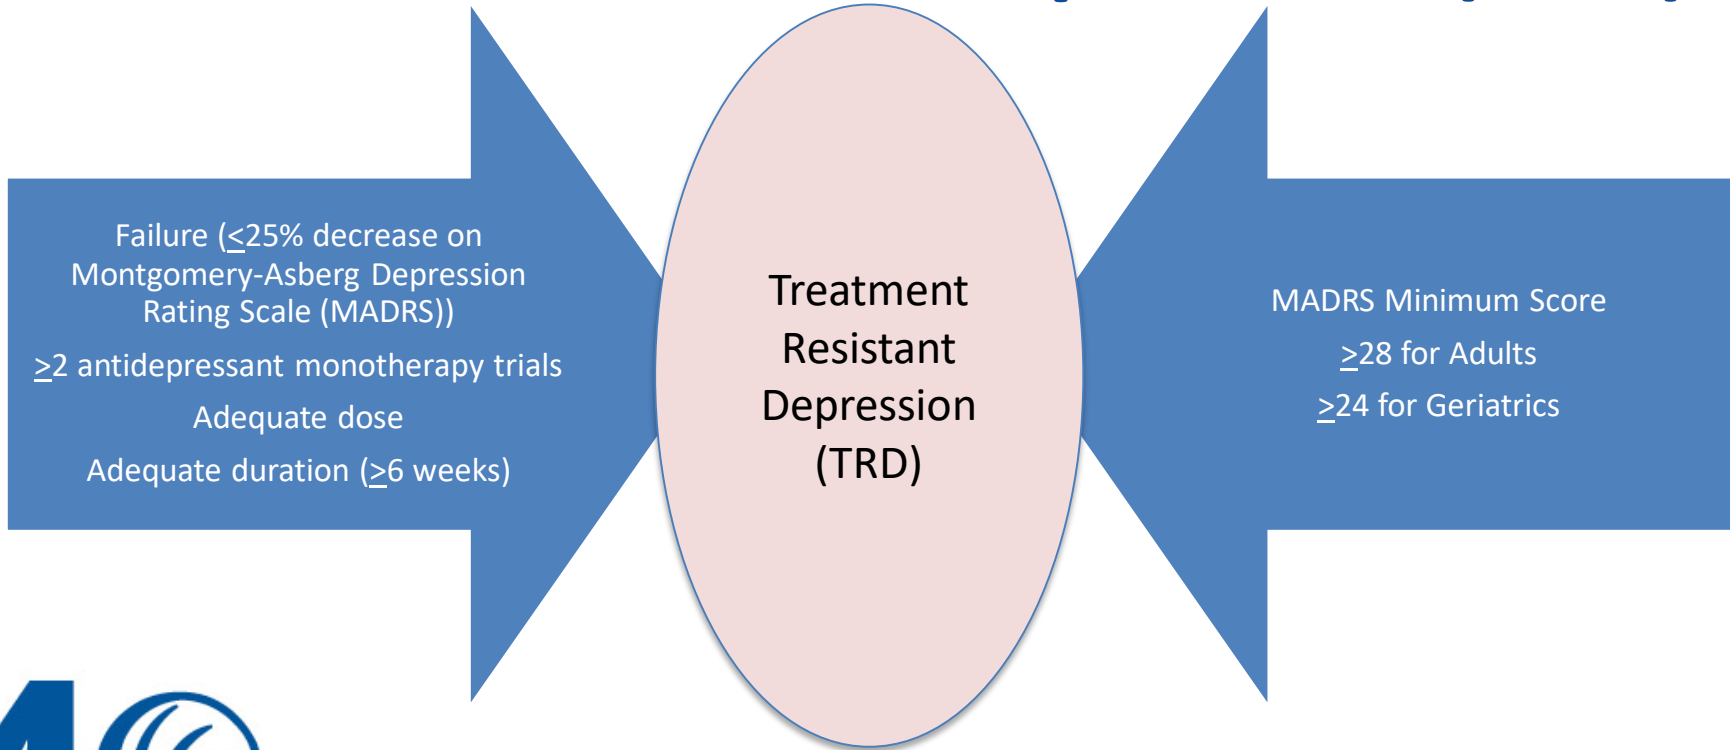 Failure (<25% decrease on
Montgomery-Asberg Depression
Rating Scale (MADRS))
>2 antidepressant monotherapy trials
Adequate dose
Adequate duration (>6 weeks)
Treatment
Resistant
Depression
(TRD)
MADRS Minimum Score
>28 for Adults
>24 for Geriatrics